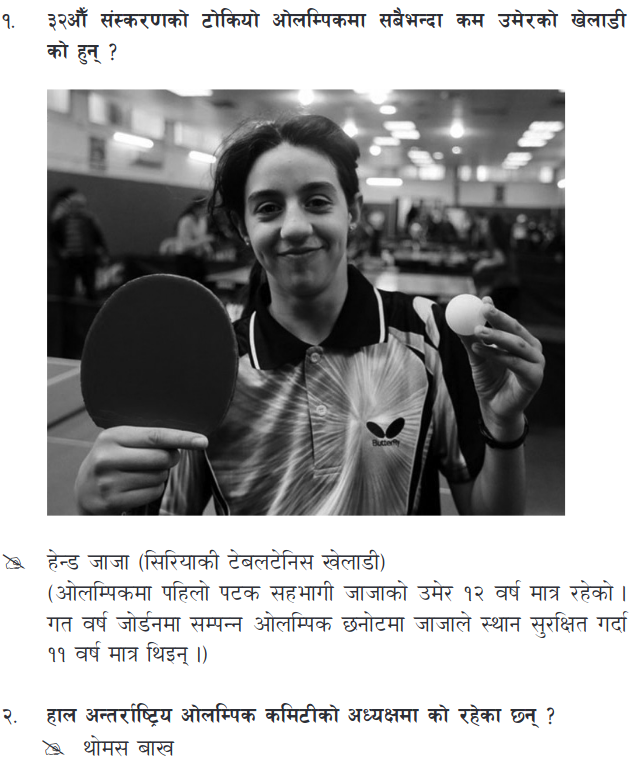 १. ३२औँ संस्करणको टोकियो ओलम्पिकमा सबैभन्दा कम उमेरको खेलाडी
को हुन् ?
Butterfly
हेन्ड जाजा (सिरियाकी टेबलटेनिस खेलाडी)
(ओलम्पिकमा पहिलो पटक सहभागी जाजाको उमेर १२ वर्ष मात्र रहेको ।
गत वर्ष जोर्डनमा सम्पन्न ओलम्पिक छनोटमा जाजाले स्थान सुरक्षित गर्दा
११ वर्ष मात्र थिइन् ।)
२. हाल अन्तर्राष्ट्रिय ओलम्पिक कमिटीको अध्यक्षमा को रहेका छन् ?
थोमस बाख